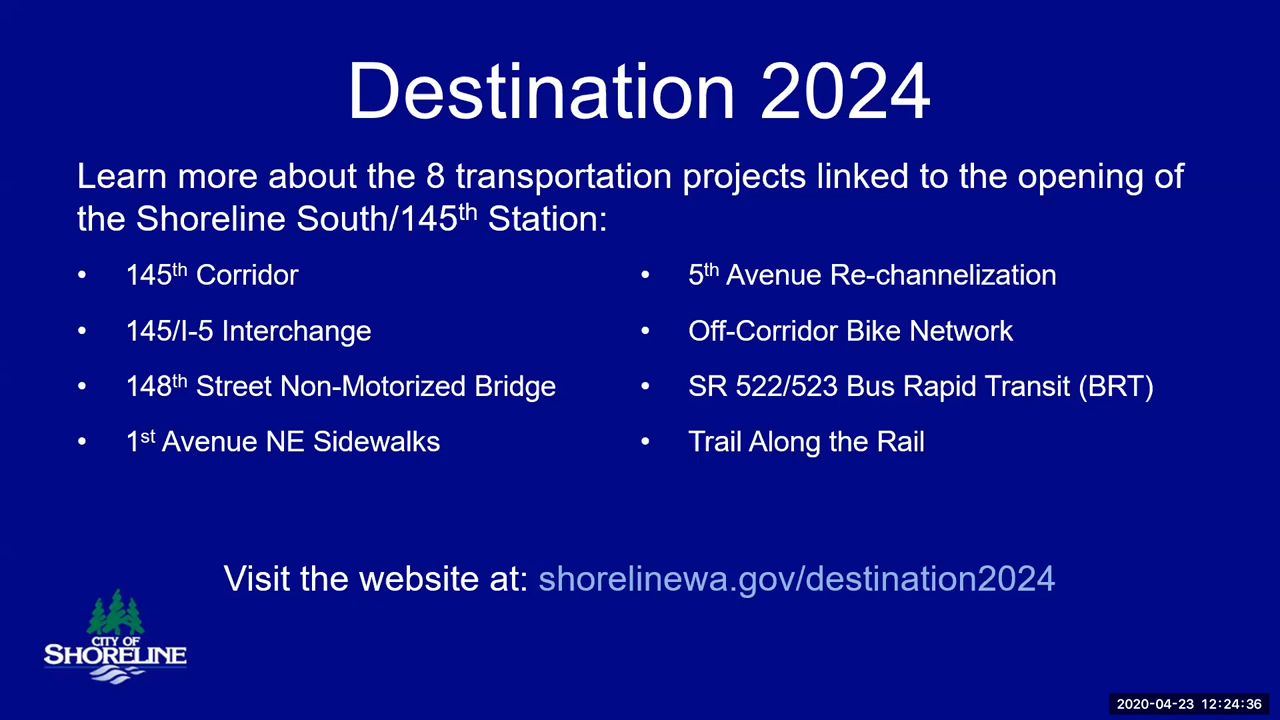 Destination 2024
Learn more about the 8 transportation projects linked to the opening of
the Shoreline South/145th Station:
• 145th Corridor
• 145/I-5 Interchange
• 148th Street Non-Motorized Bridge
• 1st Avenue NE Sidewalks
• 5th Avenue Re-channelization
• Off-Corridor Bike Network
• SR 522/523 Bus Rapid Transit (BRT)
• Trail Along the Rail
Visit the website at: shorelinewa.gov/destination2024
CITY OF
SHORELINE
2020-04-23 12:24:36